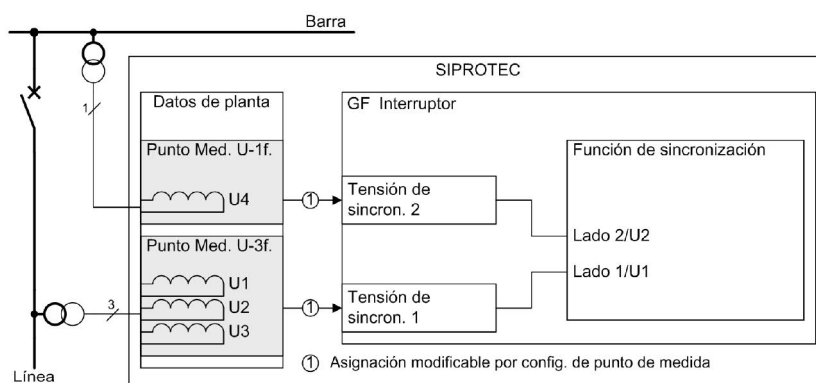 Barra
SIPROTEC
Datos de planta
GF Interruptor
1
Punto Med. U-1f.
Función de sincronización
U4
1
Tensión de
sincron. 2
Lado 2/U2
Punto Med. U-3f.
Lado 1/U1
U1
3
U2
1
Tensión de
sincron. 1
U3
1 Asignación modificable por config. de punto de medida
Línea